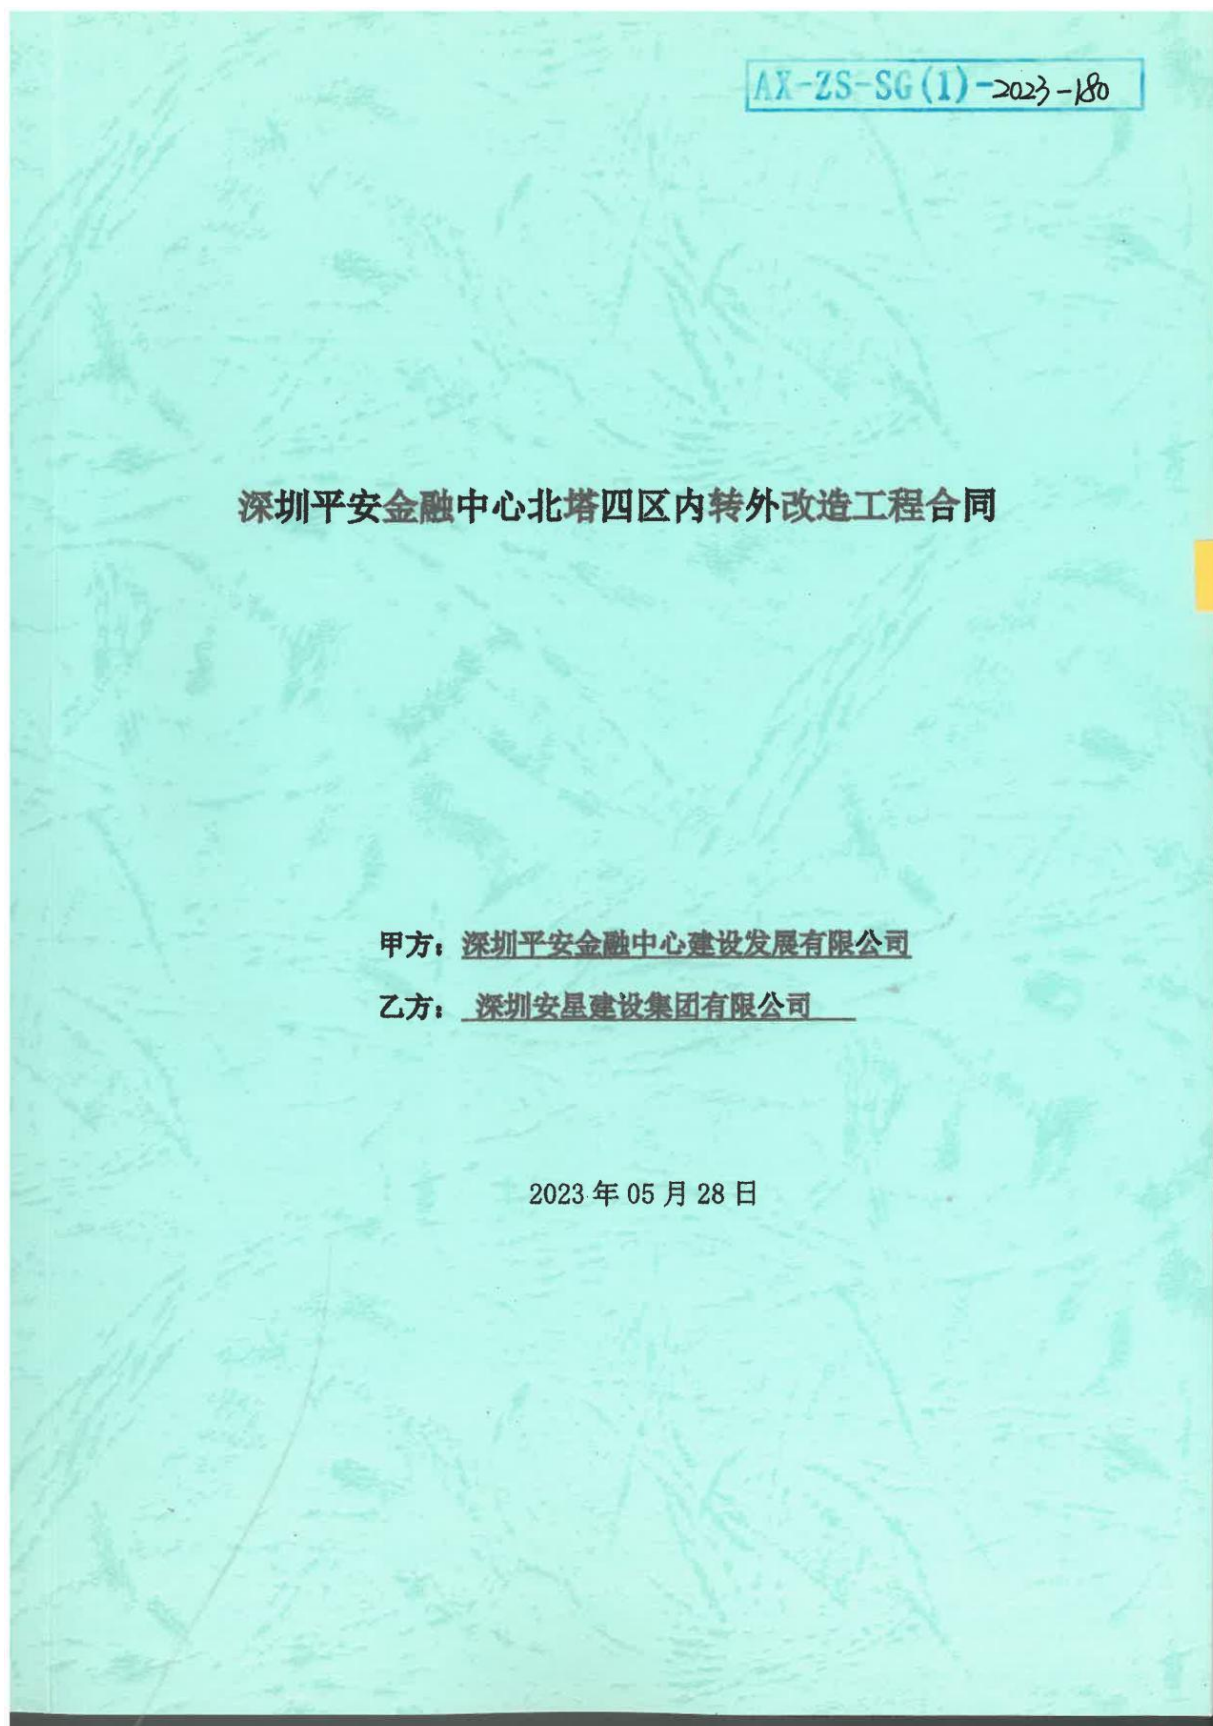 AX-ZS-SG(1)-2023-180
深圳平安金融中心北塔四区内转外改造工程合同
甲方：深圳平安金融中心建设发展有限公司
乙方：深圳安星建设集团有限公司
2023年05月28日